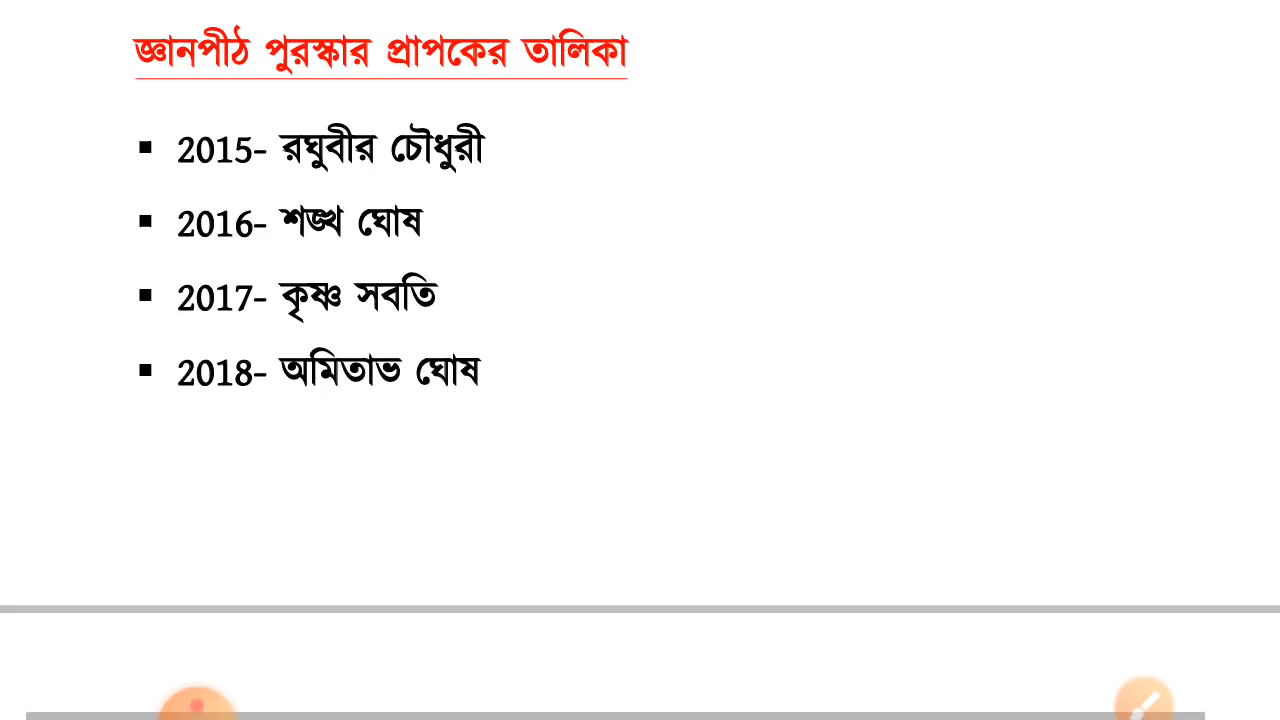 জ্ঞানপীঠ পুরস্কার প্রাপকের তালিকা
▪ 2015- রঘুবীর চৌধুরী
▪ 2016- শঙ্খ ঘোষ
▪ 2017- কৃষ্ণ সবতি
▪ 2018- অমিতাভ ঘোষ